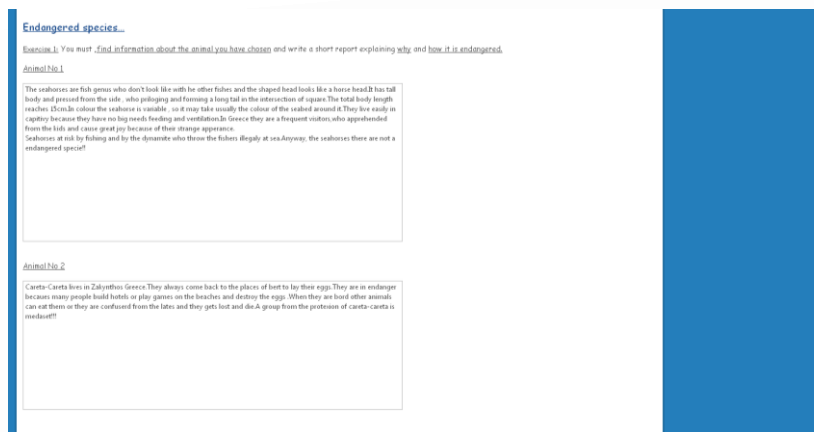 Endangered species...
Exercise 1: You must ,find information about the animal you have chosen and write a short report explaining why and how it is endangered.
Animal No 1
The seahorses are fish genus who don't look like with he other fishes and the shaped head looks like a horse head.It has tall
body and pressed from the side , who prologing and forming a long tail in the intersection of square.The total body length
reaches 15cm.In colour the seahorse is variable , so it may take usually the colour of the seabed around it.They live easily in
captivy because they have no big needs feeding and ventilation.In Greece they are a frequent visitors,who apprehended
from the kids and cause great joy because of their strange apperance.
Seahorses at risk by fishing and by the dynamite who throw the fishers illegaly at sea.Anyway, the seahorses there are not a
endangered specie!!
Animal No 2
Careta-Careta lives in Zakynthos Greece.They always come back to the places of bert to lay their eggs.They are in endanger
becaues many people build hotels or play games on the beaches and destroy the eggs..When they are bord other animals
can eat them or they are confuserd from the lates and they gets lost and die.A group from the protesion of careta-careta is
medaset!!!